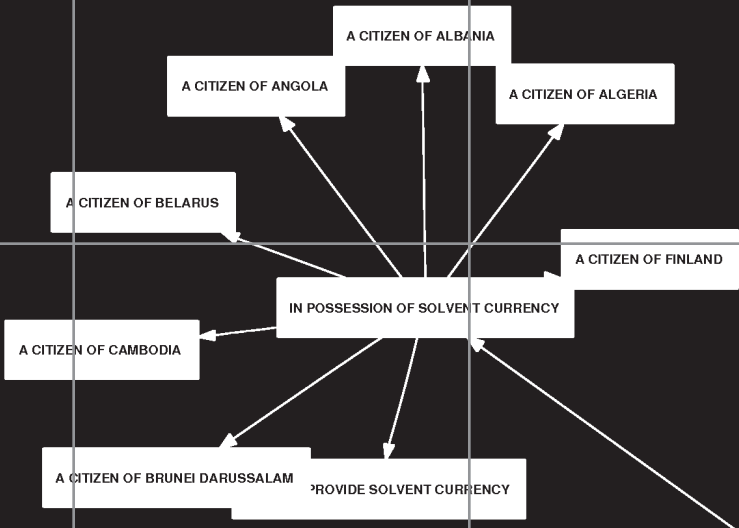 A CITIZEN OF ALBANIA
A CITIZEN OF ANGOLA
A CITIZEN OF ALGERIA
A CITIZEN OF BELARUS
A CITIZEN OF FINLAND
IN POSSESSION OF SOLVENT CURRENCY
A CITIZEN OF CAMBODIA
A CITIZEN OF BRUNEI DARUSSALAM
PROVIDE SOLVENT CURRENCY